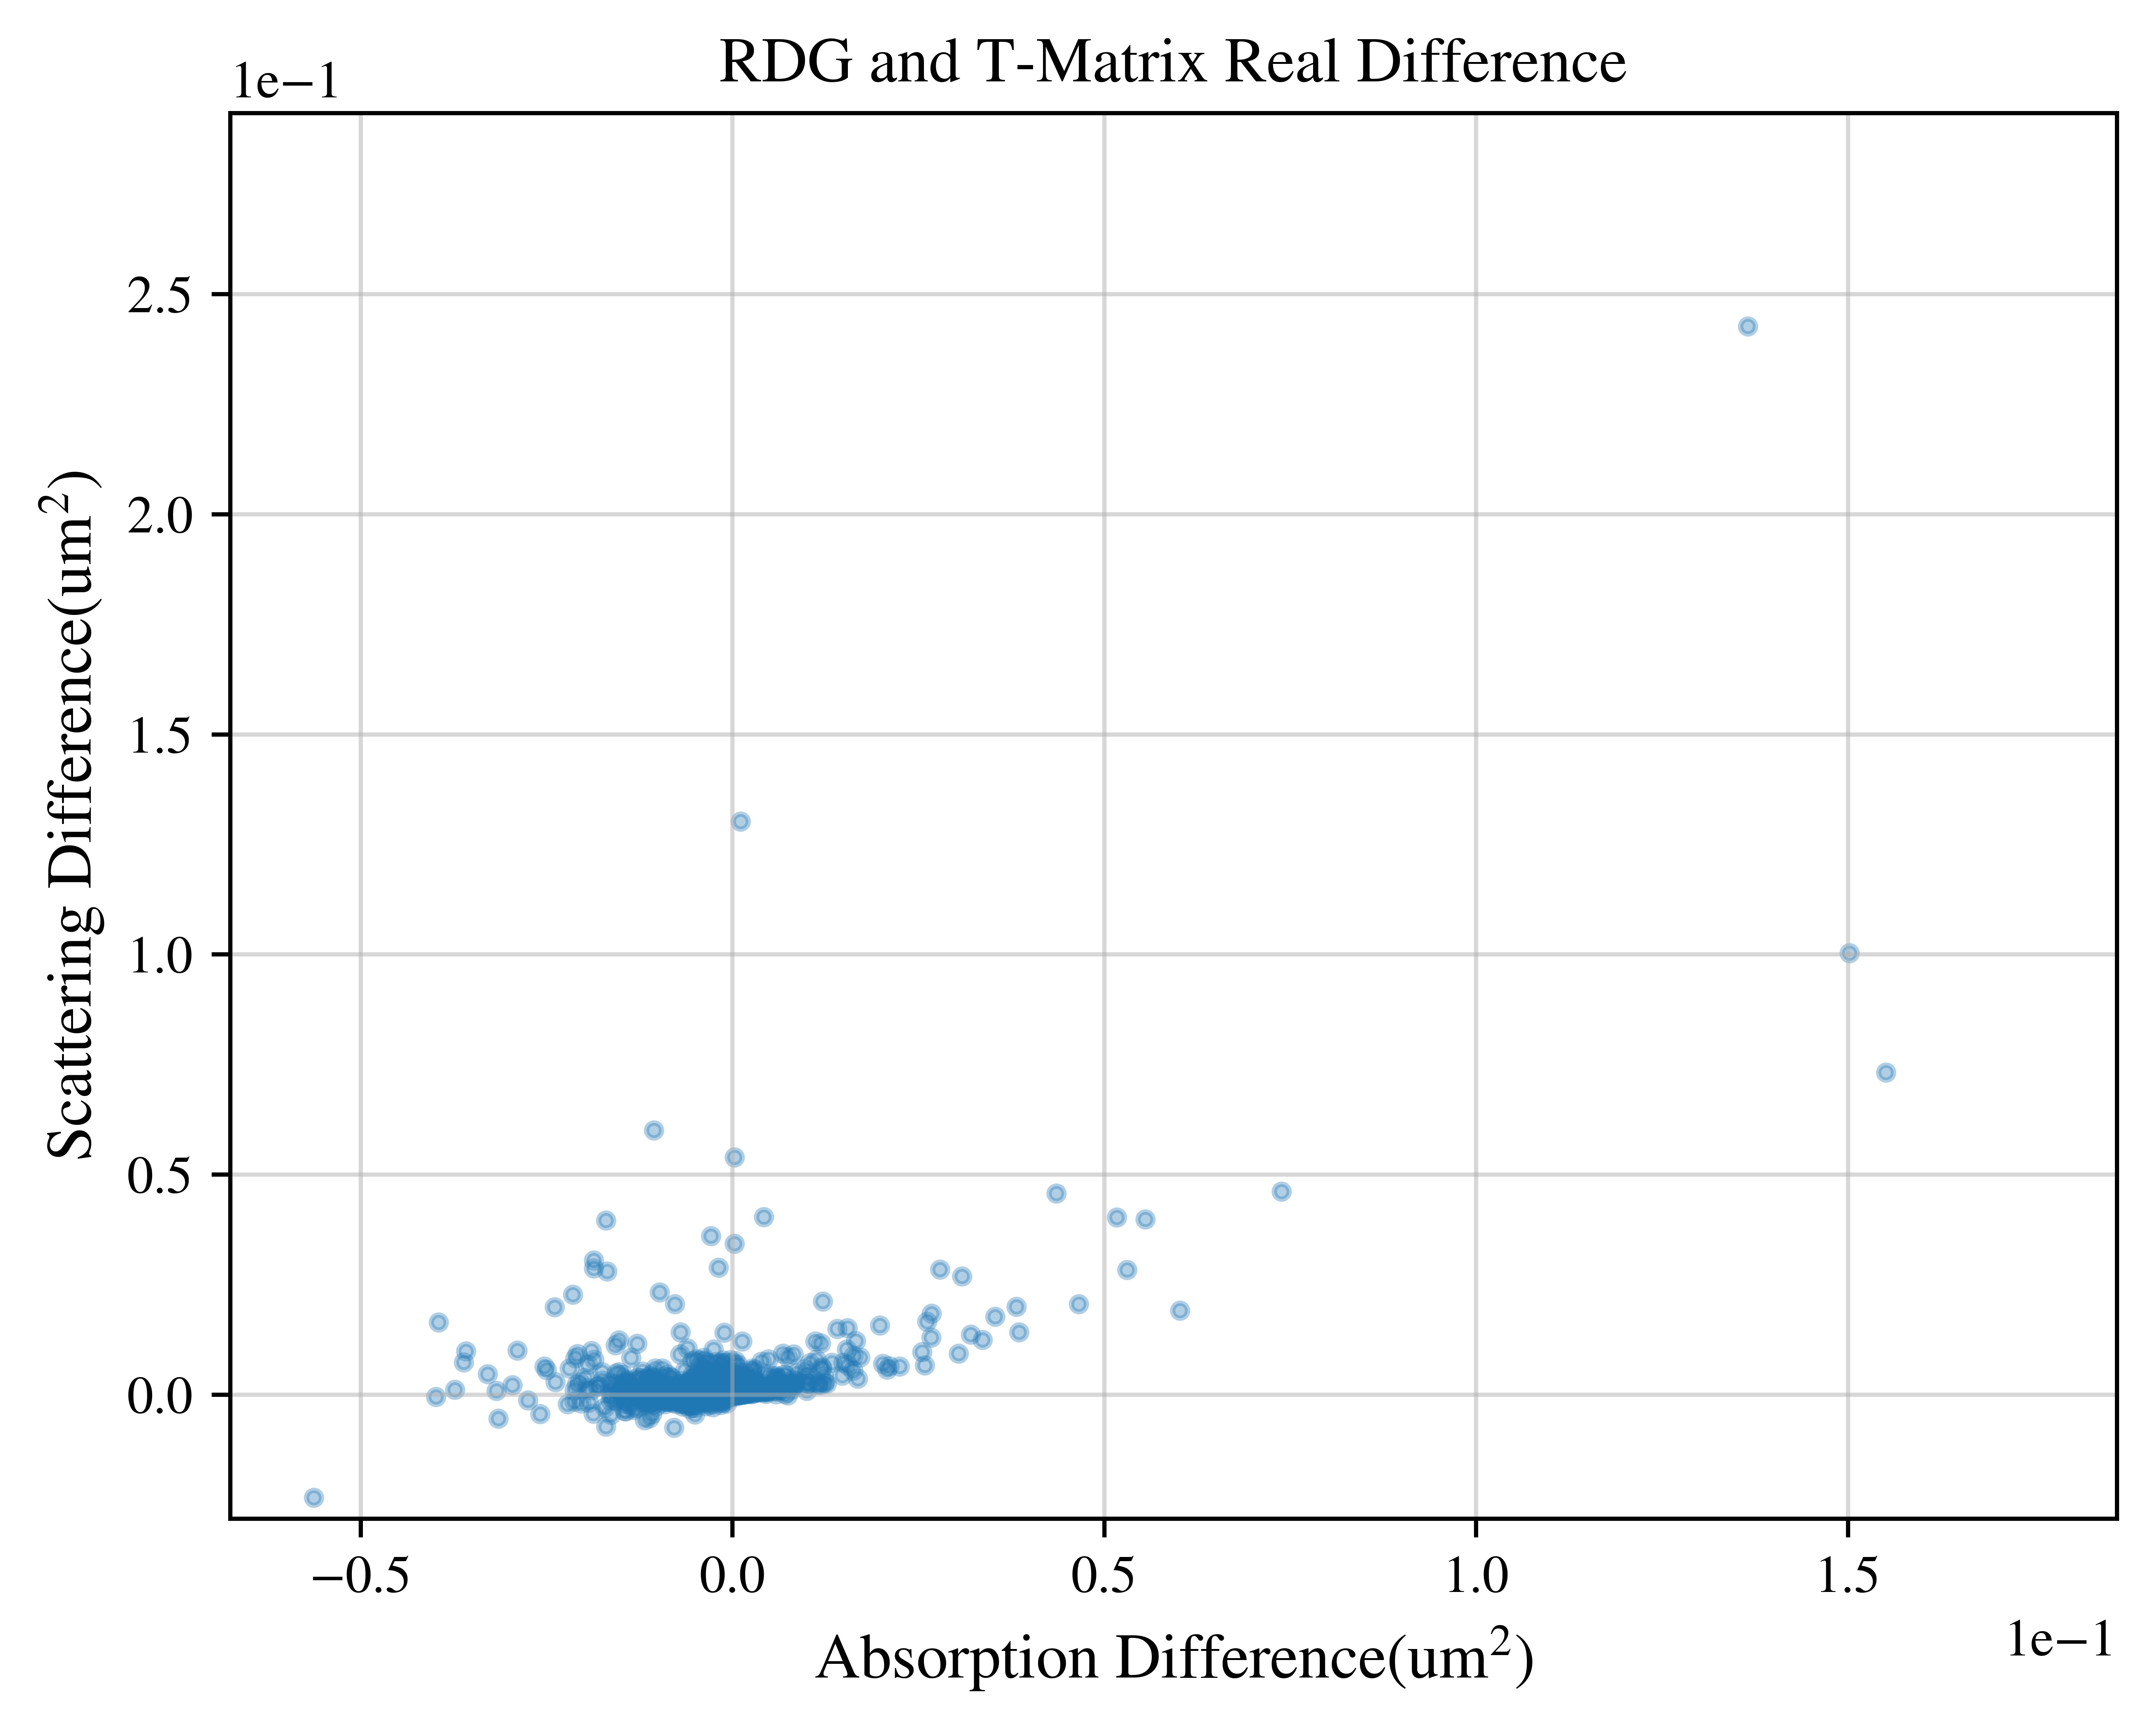 RDG and T-Matrix Real Difference
1e−1
2.5
2.0
1.5
1.0
0.5
0.0
Scattering Difference(um²)
−0.5
0.0
0.5
1.0
1.5
1e−1
Absorption Difference(um²)